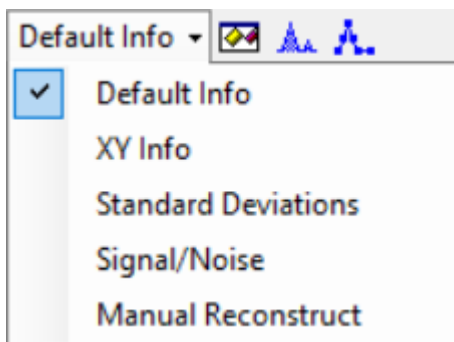 Default Info
Default Info
XY Info
Standard Deviations
Signal/Noise
Manual Reconstruct